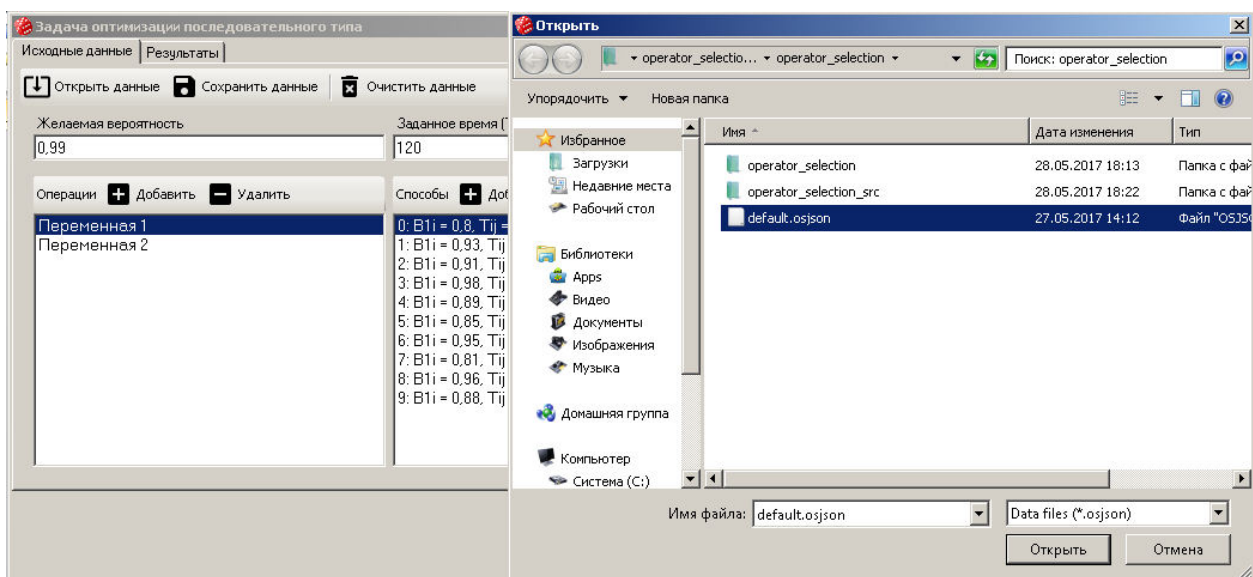 Задача оптимизации последовательного типа
Исходные данные Результаты
Открыть данные Сохранить данные Очистить данные
Желаемая вероятность Заданное время (
0,99 120
Операции Добавить Удалить Способы
Переменная 1
Переменная 2
0: B1i = 0,8, Tij =
1: B1i = 0,93, Tij
2: B1i = 0,91, Tij
3: B1i = 0,98, Tij
4: B1i = 0,89, Tij
5: B1i = 0,85, Tij
6: B1i = 0,95, Tij
7: B1i = 0,81, Tij
8: B1i = 0,96, Tij
9: B1i = 0,88, Tij
Открыть
operator_selectio... operator_selection Поиск: operator_selection
Упорядочить Новая папка
Избранное
Загрузки
Недавние места
Рабочий стол
Библиотеки
Apps
Видео
Документы
Изображения
Музыка
Домашняя группа
Компьютер
Система (C:)
Имя Дата изменения Тип
operator_selection 28.05.2017 18:13 Папка с фай
operator_selection_src 28.05.2017 18:22 Папка с фай
default.osjson 27.05.2017 14:12 Файл "OSJS
Имя файла: default.osjson Data files (*.osjson)
Открыть Отмена